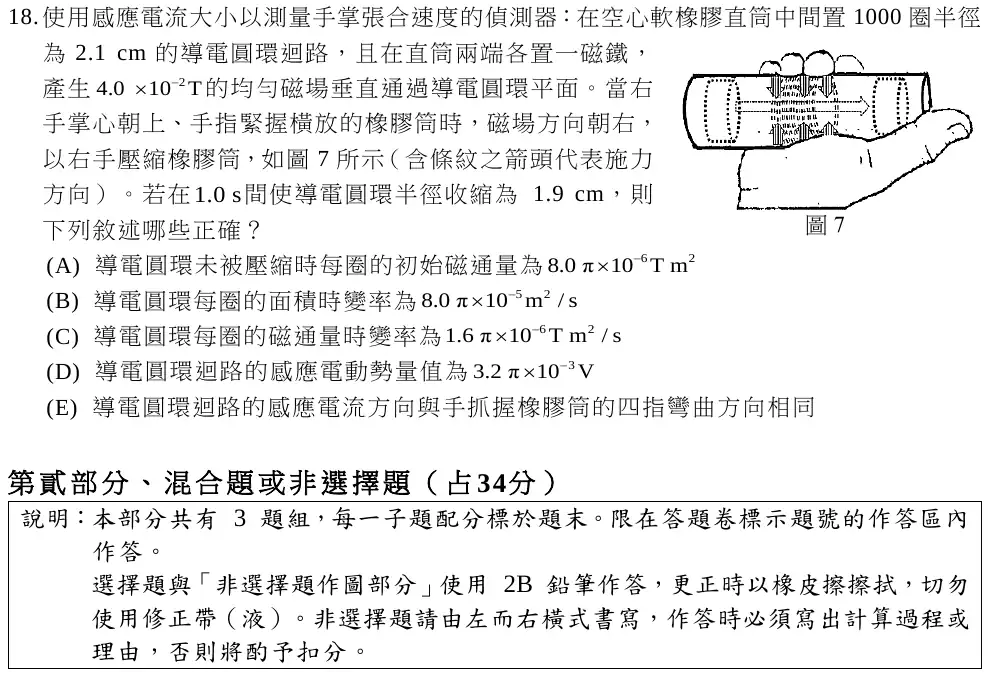 18.使用感應電流大小以測量手掌張合速度的偵測器：在空心軟橡膠直筒中間置 1000 圈半徑
為 2.1 cm 的導電圓環迴路，且在直筒兩端各置一磁鐵，
產生 4.0 ×10⁻²T的均勻磁場垂直通過導電圓環平面。當右
手掌心朝上、手指緊握橫放的橡膠筒時，磁場方向朝右，
以右手壓縮橡膠筒，如圖 7 所示（含條紋之箭頭代表施力
方向）。若在1.0 s間使導電圓環半徑收縮為 1.9 cm，則
下列敘述哪些正確？
圖 7
(A) 導電圓環未被壓縮時每圈的初始磁通量為8.0 π×10⁻⁶T m²
(B) 導電圓環每圈的面積時變率為8.0 π×10⁻⁵m² / s
(C) 導電圓環每圈的磁通量時變率為1.6 π×10⁻⁶T m² / s
(D) 導電圓環迴路的感應電動勢量值為3.2 π×10⁻³V
(E) 導電圓環迴路的感應電流方向與手抓握橡膠筒的四指彎曲方向相同
第貳部分、混合題或非選擇題（占34分）
說明：本部分共有 3 題組，每一子題配分標於題末。限在答題卷標示題號的作答區內
作答。
選擇題與「非選擇題作圖部分」使用 2B 鉛筆作答，更正時以橡皮擦擦拭，切勿
使用修正帶（液）。非選擇題請由左而右橫式書寫，作答時必須寫出計算過程或
理由，否則將酌予扣分。